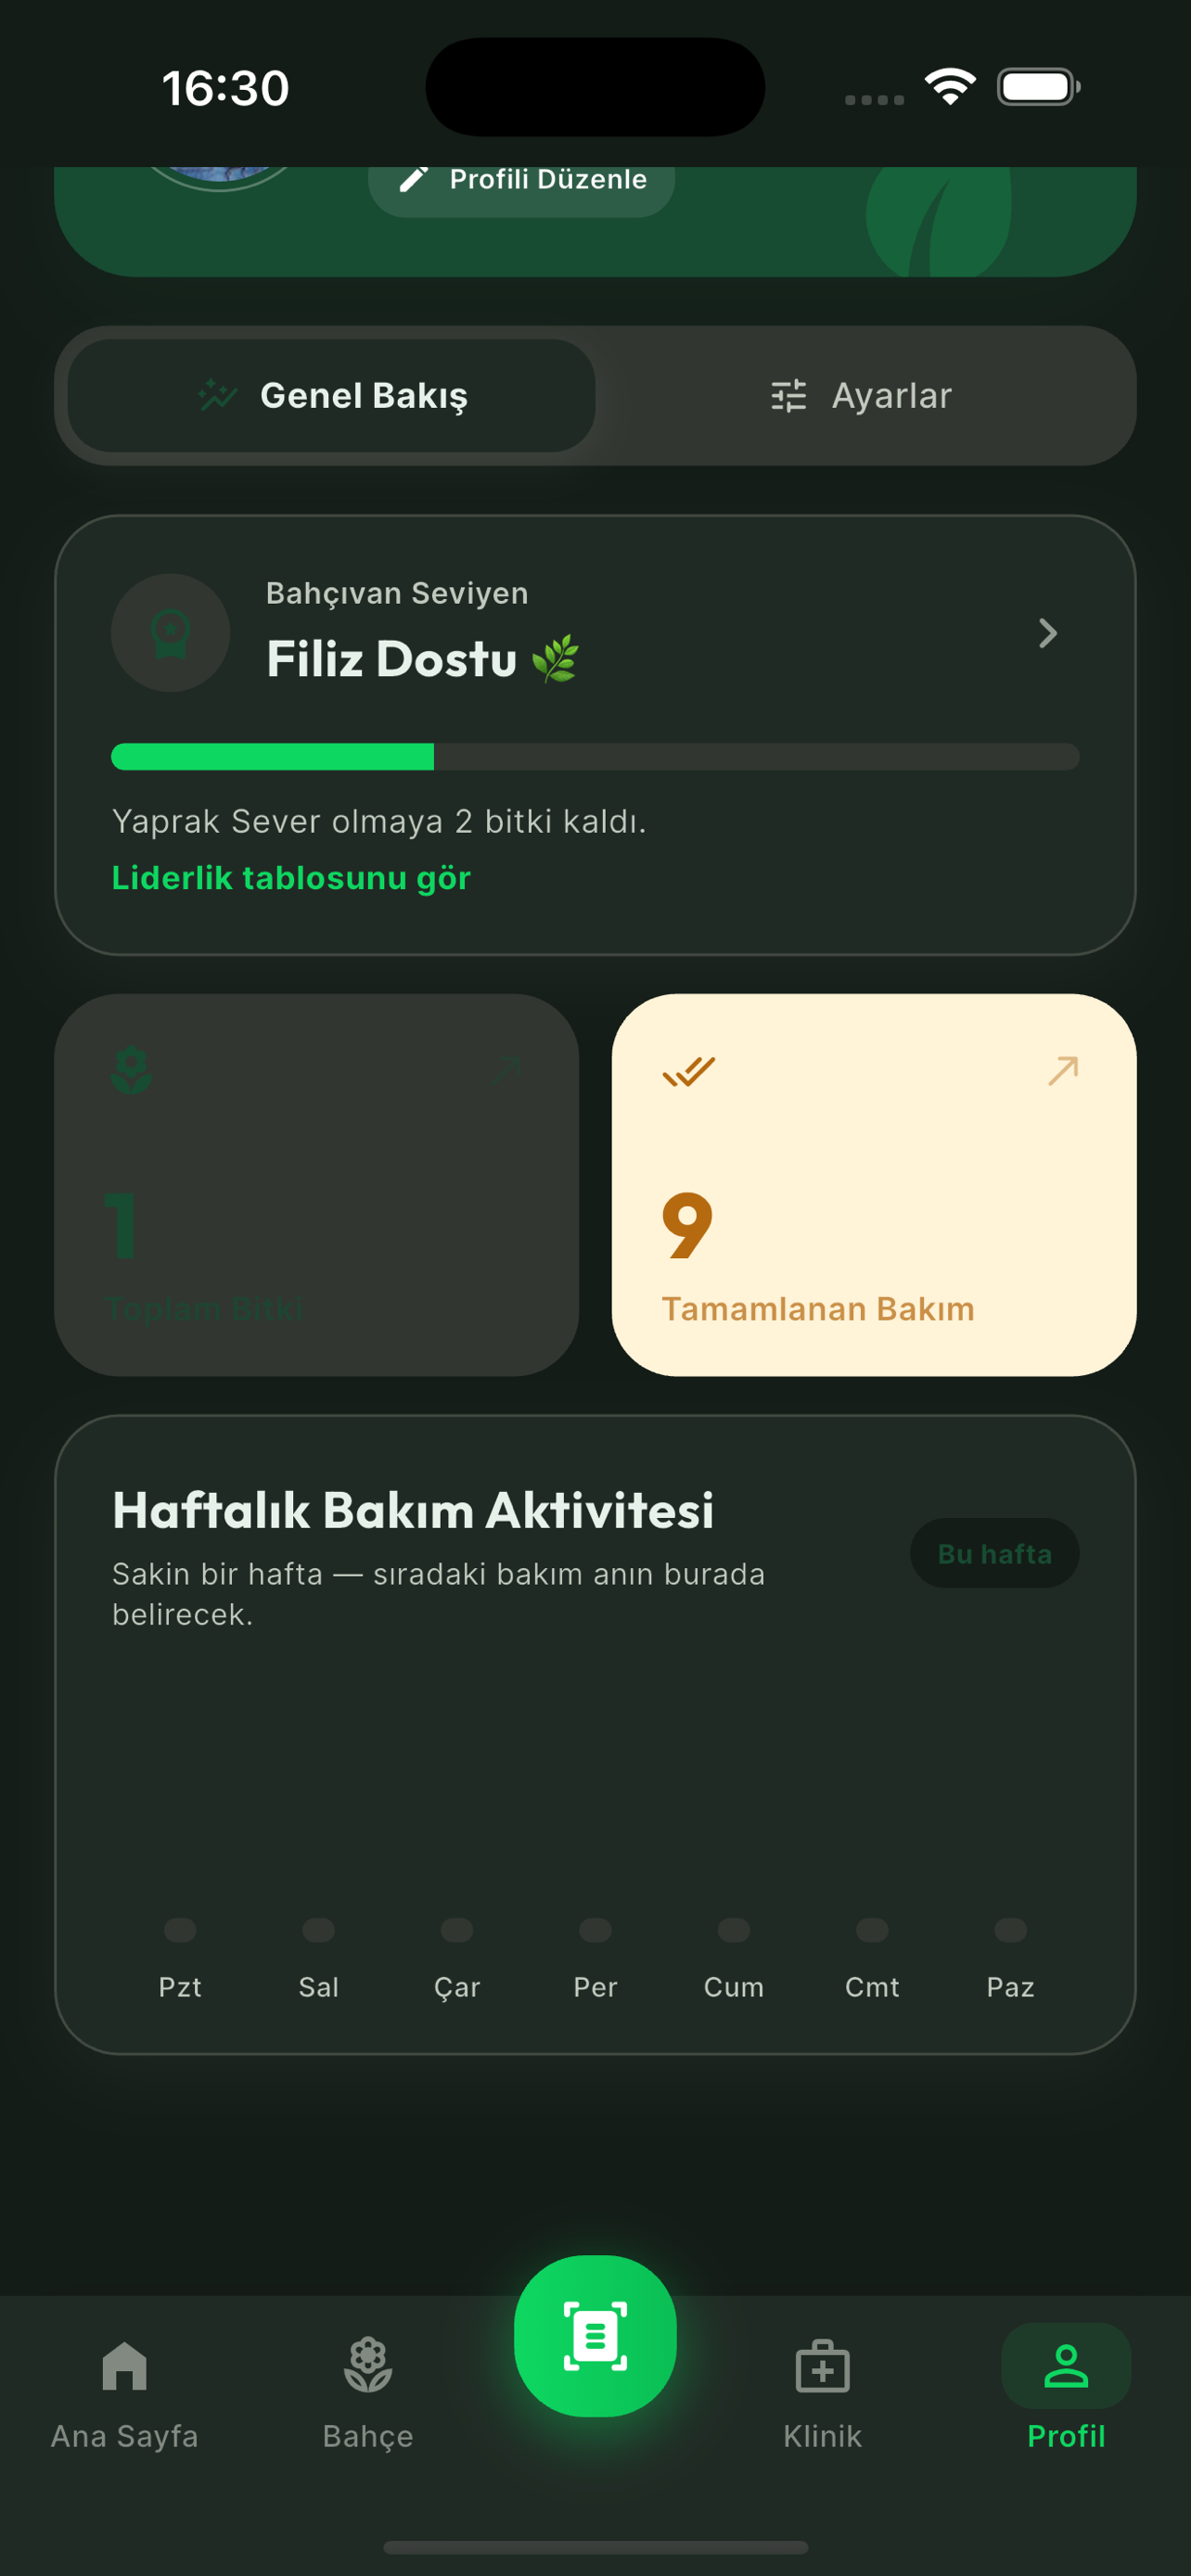 16:30
Profili Düzenle
Genel Bakış
Ayarlar
Bahçıvan Seviyen
Filiz Dostu 🌿
Yaprak Sever olmaya 2 bitki kaldı.
Liderlik tablosunu gör
1
Toplam Bitki
9
Tamamlanan Bakım
Haftalık Bakım Aktivitesi
Sakin bir hafta — sıradaki bakım anın burada
belirecek.
Bu hafta
Pzt Sal Çar Per Cum Cmt Paz
Ana Sayfa
Bahçe
Klinik
Profil